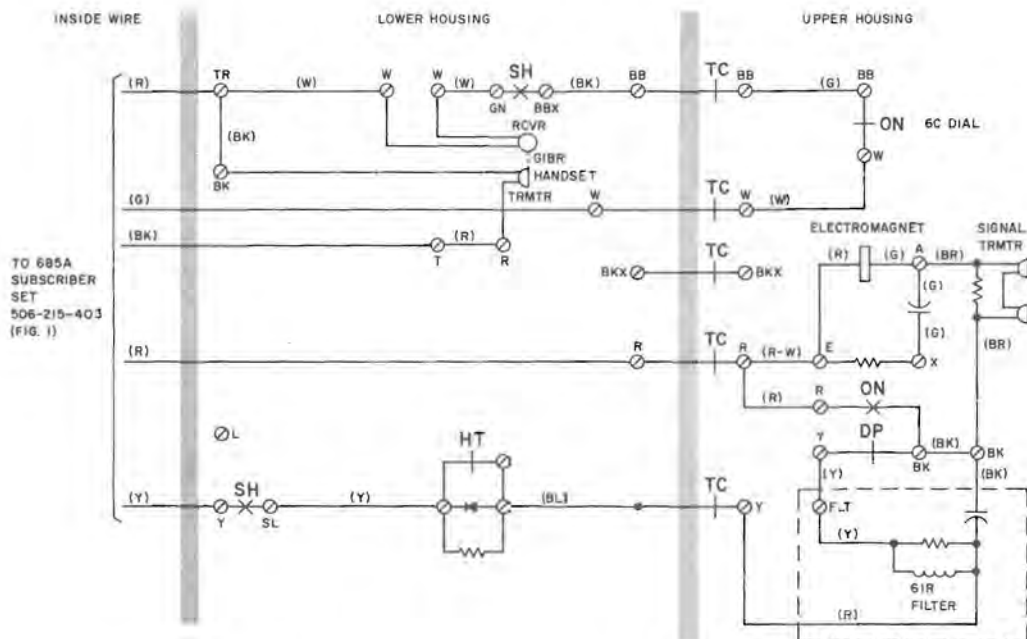 INSIDE WIRE
LOWER HOUSING
UPPER HOUSING
(R)
TR
(W)
W
W
(W)
SH
(BK)
BB
TC
BB
(G)
BB
GN
BBX
(BK)
RCVR
ON
6C DIAL
GIBR
HANDSET
W
BK
TRMTR
(G)
W
TC
W
(W)
(BK)
(R)
T
R
ELECTROMAGNET
SIGNAL
TRMTR
(R)
(G)
A
(BR)
TC
BKX
BKX
(G)
(G)
TO 685A
SUBSCRIBER
SET
506-215-403
(FIG. 1)
(R)
R
TC
R
(R-W)
E
X
(BR)
(R)
R
ON
L
HT
Y
DP
BK
(BK)
BK
(Y)
(BK)
(Y)
SH
Y
SL
(Y)
(BL)
TC
Y
FLT
(Y)
61R
FILTER
(R)